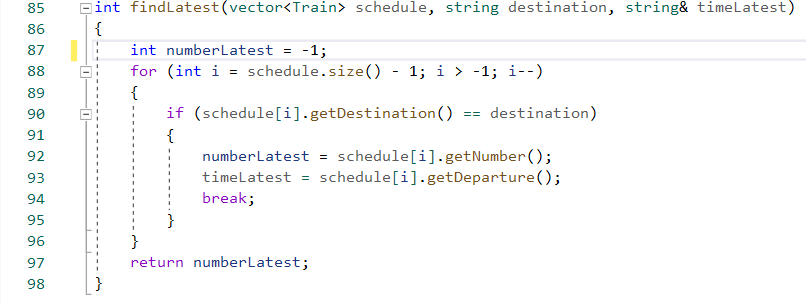 85 int findLatest(vector<Train> schedule, string destination, string& timeLatest)
86 {
87     int numberLatest = -1;
88     for (int i = schedule.size() - 1; i > -1; i--)
89     {
90         if (schedule[i].getDestination() == destination)
91         {
92             numberLatest = schedule[i].getNumber();
93             timeLatest = schedule[i].getDeparture();
94             break;
95         }
96     }
97     return numberLatest;
98 }